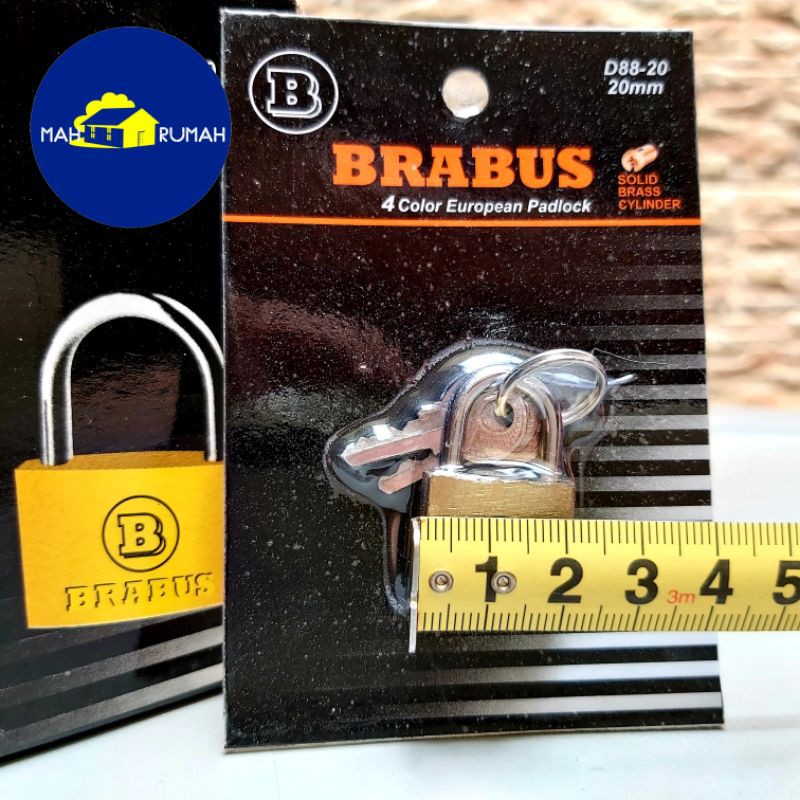 MAH RUMAH
B
D88-20
20mm
BRABUS
SOLID
BRASS
CYLINDER
4 Color European Padlock
B
BRABUS
1 2 3 3m 4 5